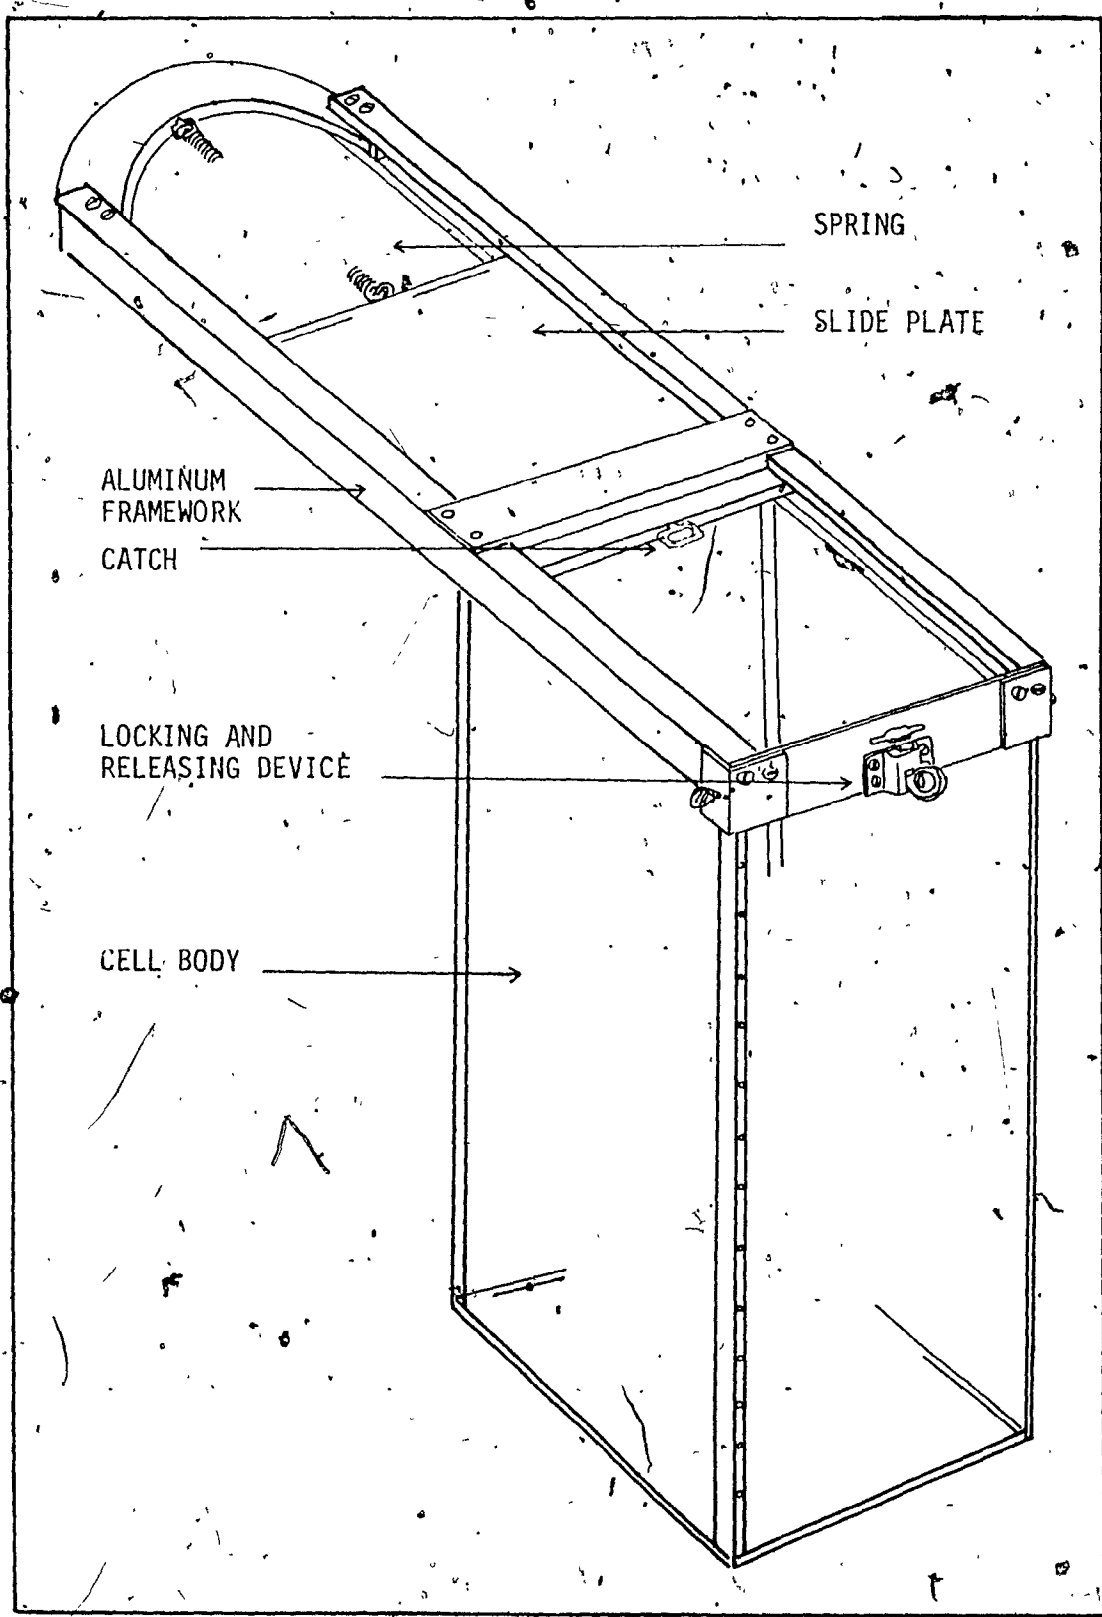 SPRING
SLIDE PLATE
ALUMINUM
FRAMEWORK
CATCH
LOCKING AND
RELEASING DEVICE
CELL BODY